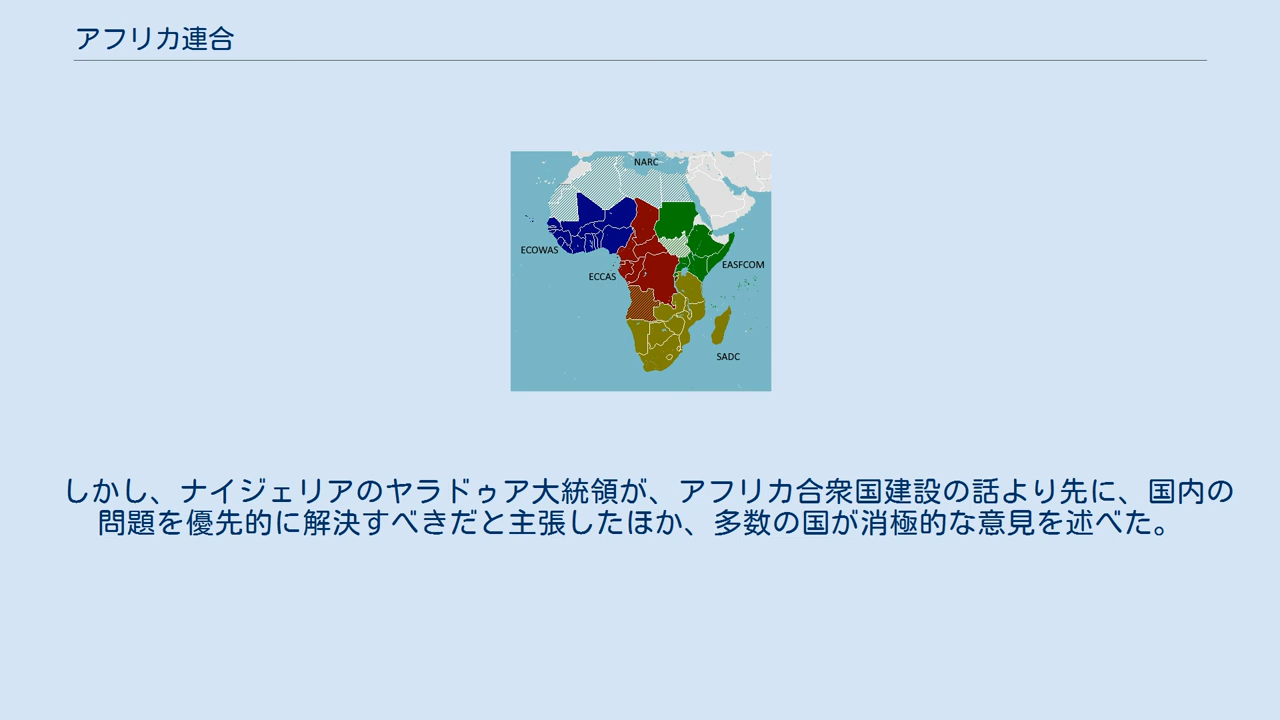 アフリカ連合
NARC
ECOWAS
ECCAS
EASFCOM
SADC
しかし、ナイジェリアのヤラドゥア大統領が、アフリカ合衆国建設の話より先に、国内の
問題を優先的に解決すべきだと主張したほか、多数の国が消極的な意見を述べた。